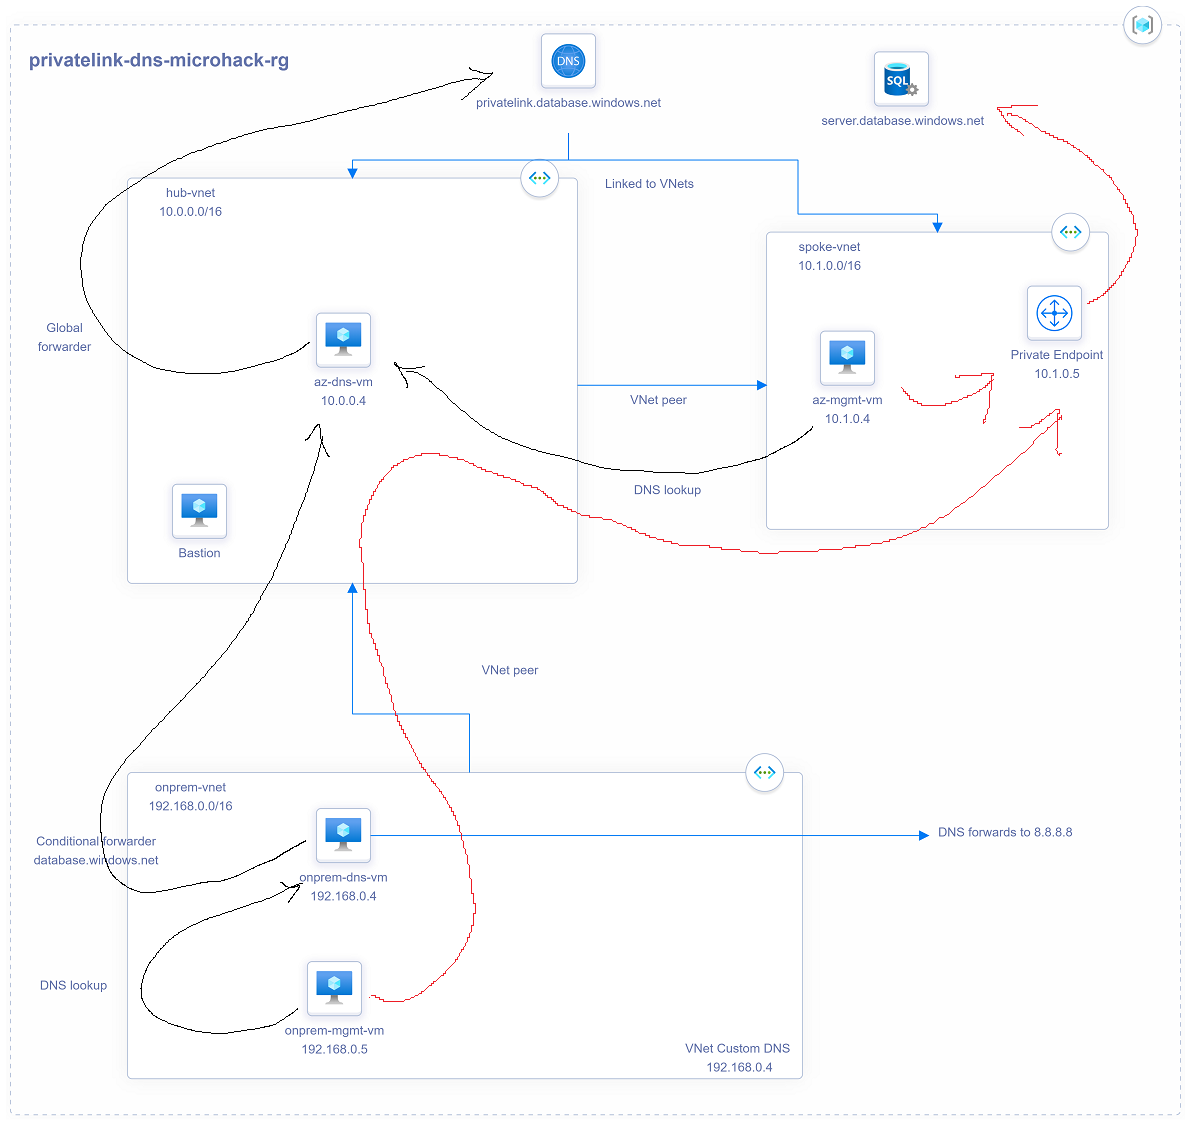 privatelink-dns-microhack-rg
DNS
privatelink.database.windows.net
SQL
server.database.windows.net
Linked to VNets
hub-vnet
10.0.0.0/16
spoke-vnet
10.1.0.0/16
Global
forwarder
az-dns-vm
10.0.0.4
VNet peer
az-mgmt-vm
10.1.0.4
Private Endpoint
10.1.0.5
DNS lookup
Bastion
VNet peer
onprem-vnet
192.168.0.0/16
Conditional forwarder
database.windows.net
onprem-dns-vm
192.168.0.4
DNS forwards to 8.8.8.8
DNS lookup
onprem-mgmt-vm
192.168.0.5
VNet Custom DNS
192.168.0.4